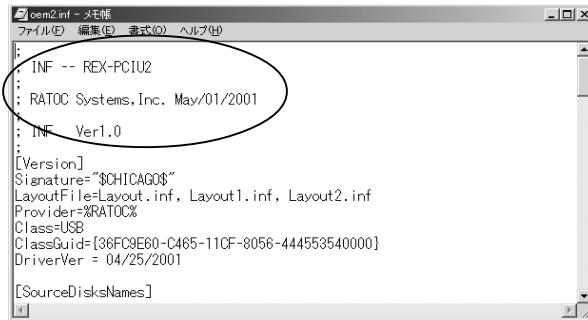 oem2.inf - メモ帳
ファイル(F) 編集(E) 書式(O) ヘルプ(H)
;
; INF -- REX-PCIU2
;
; RATOC Systems,Inc. May/01/2001
;
; INF Ver1.0
;
[Version]
Signature="$CHICAGO$"
LayoutFile=Layout.inf, Layout1.inf, Layout2.inf
Provider=%RATOC%
Class=USB
ClassGuid={36FC9E60-C465-11CF-8056-444553540000}
DriverVer = 04/25/2001
[SourceDisksNames]